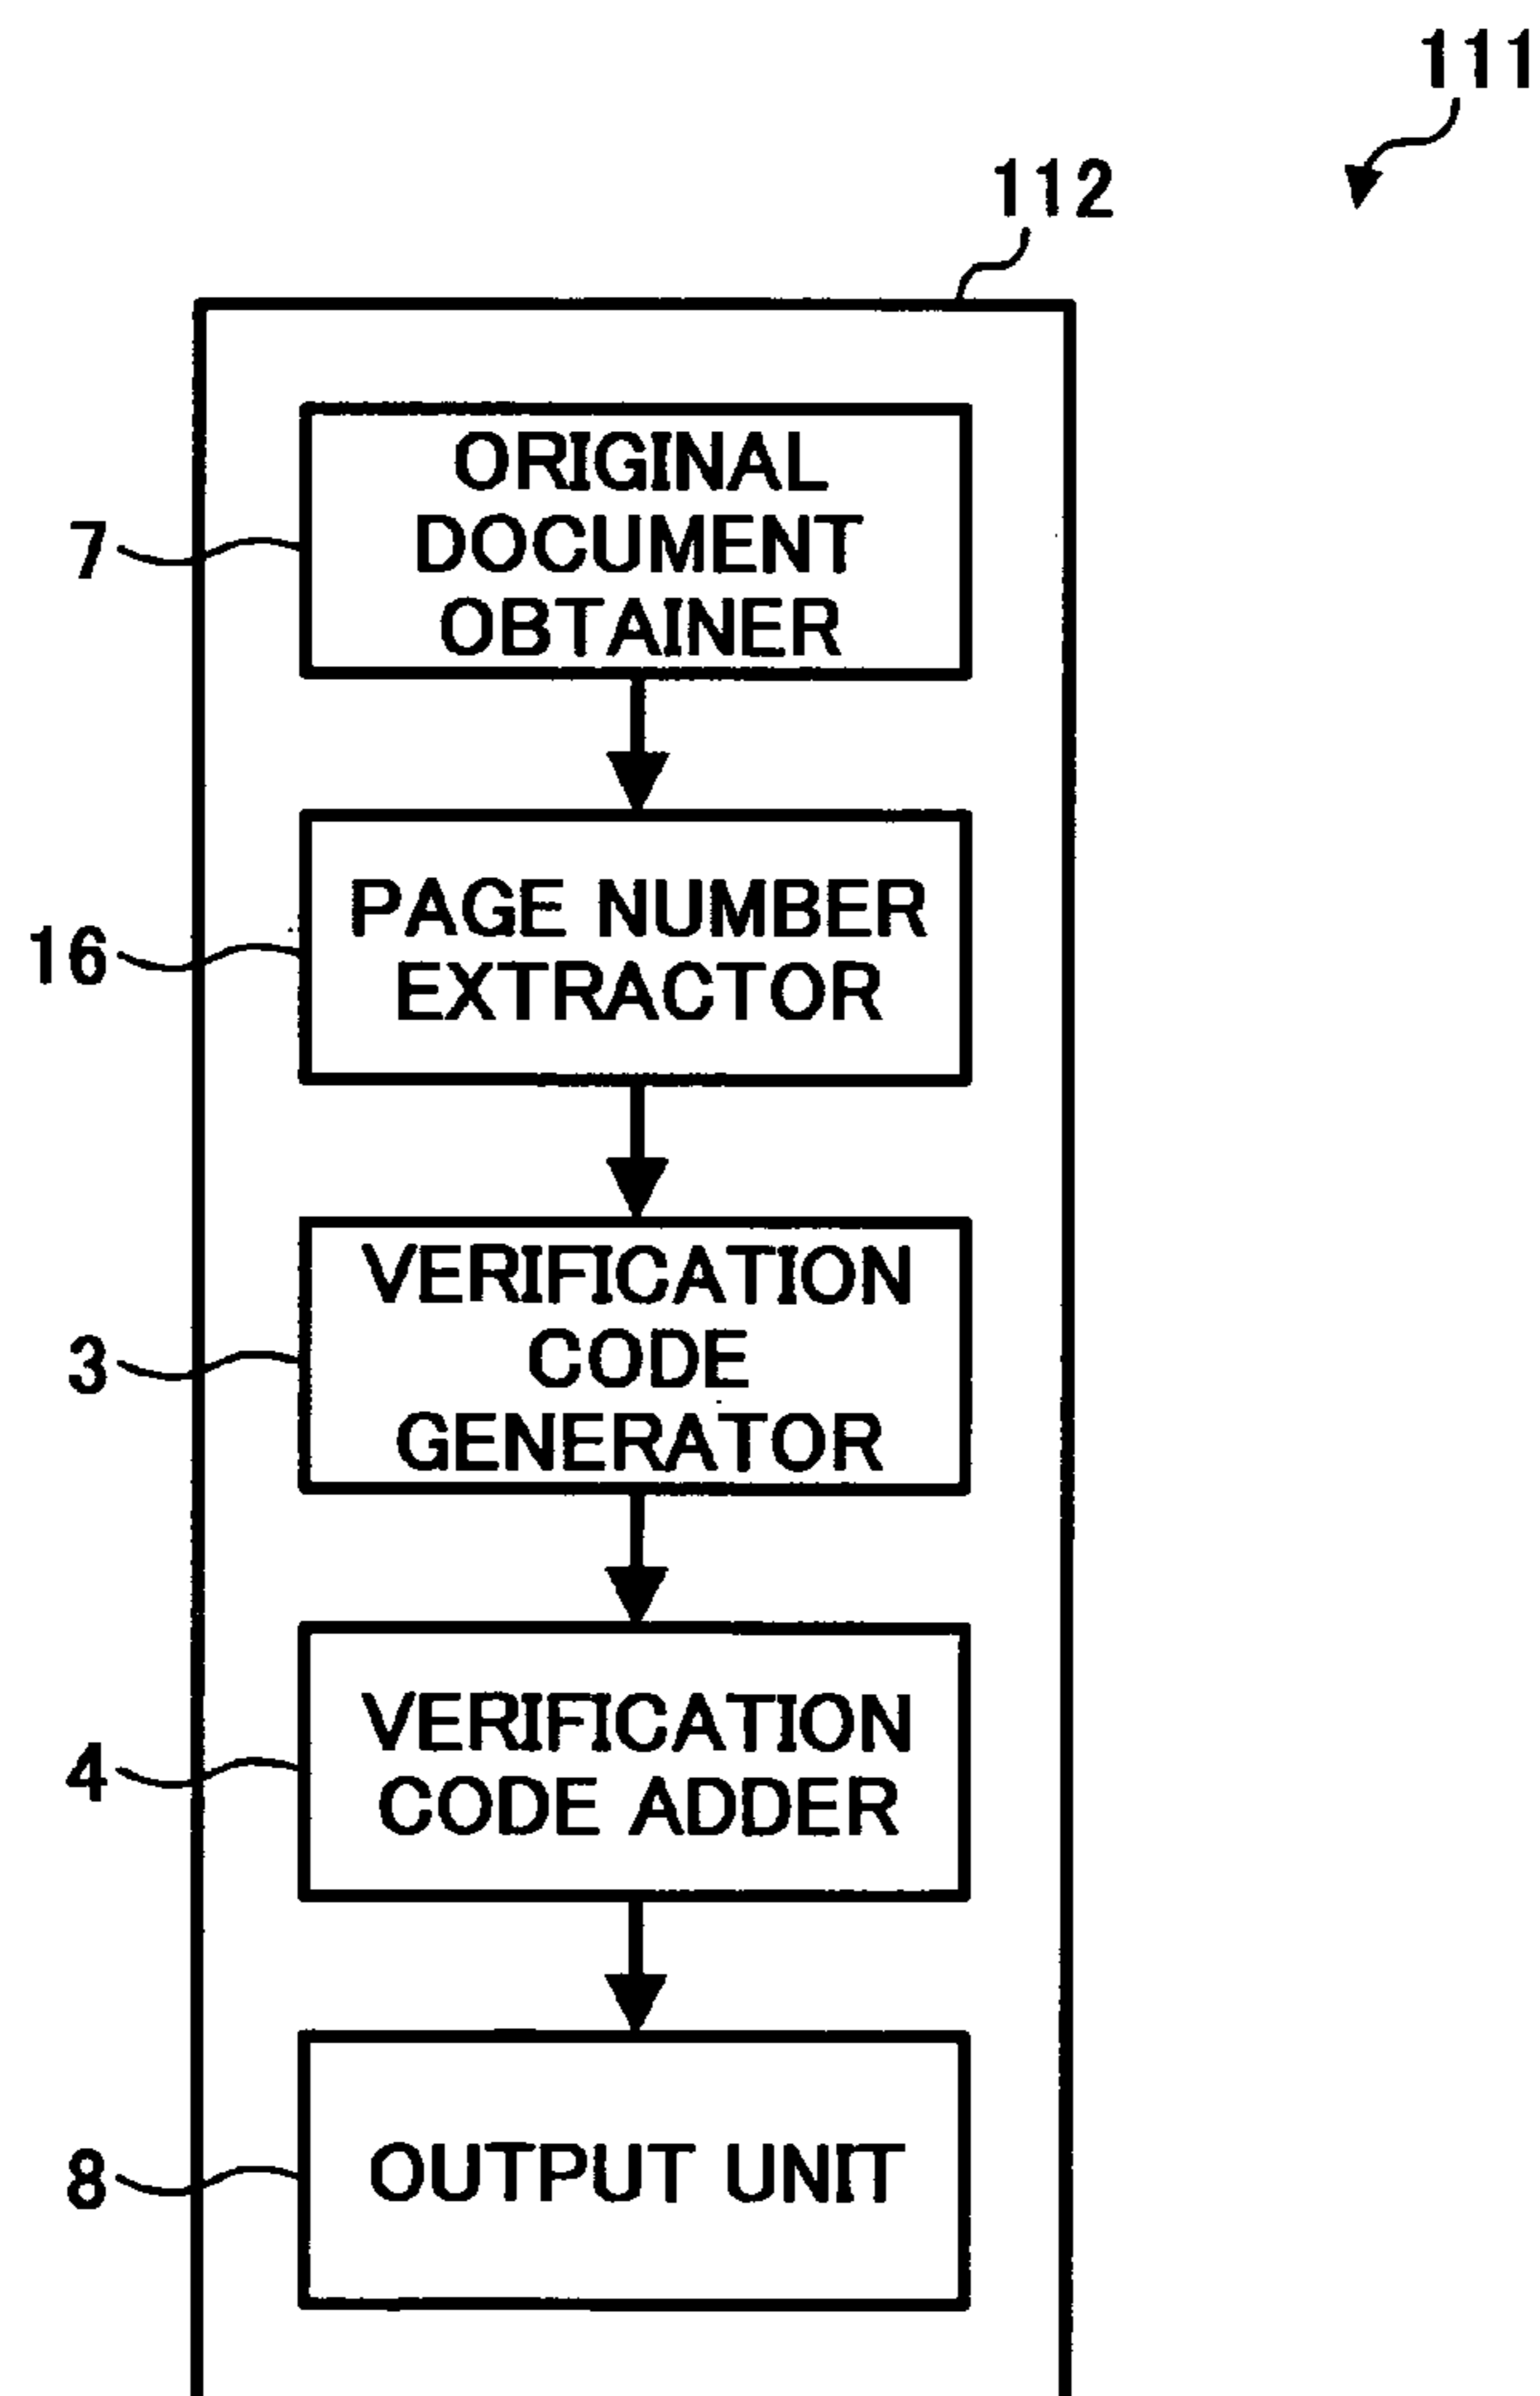 111
112
ORIGINAL
DOCUMENT
OBTAINER
7
PAGE NUMBER
EXTRACTOR
16
VERIFICATION
CODE
GENERATOR
3
VERIFICATION
CODE ADDER
4
OUTPUT UNIT
8